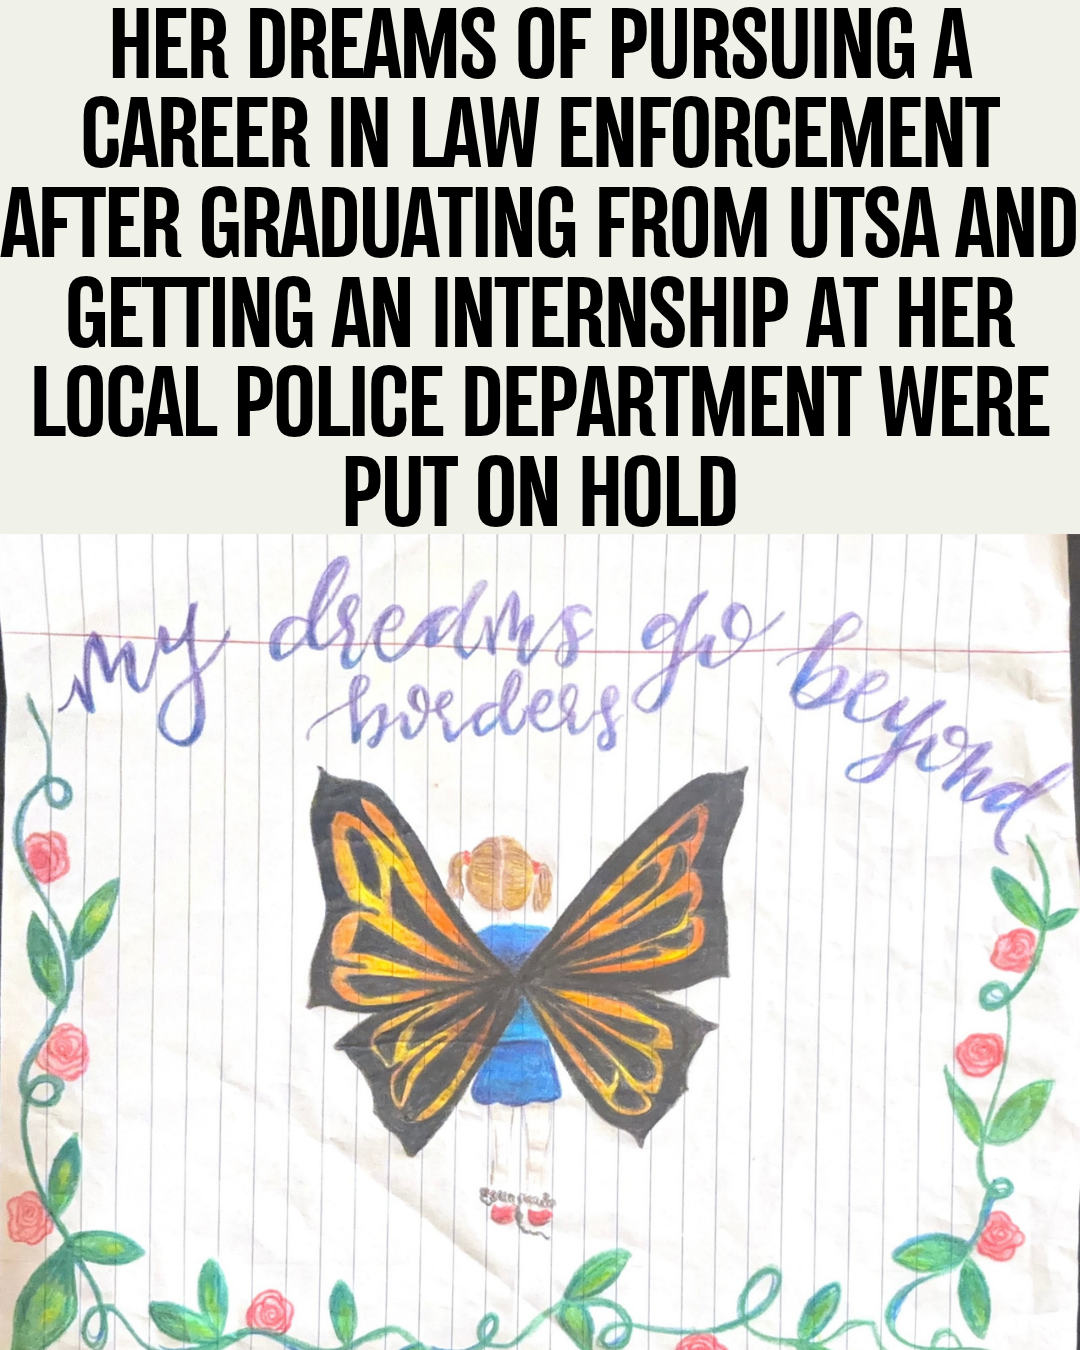 HER DREAMS OF PURSUING A
CAREER IN LAW ENFORCEMENT
AFTER GRADUATING FROM UTSA AND
GETTING AN INTERNSHIP AT HER
LOCAL POLICE DEPARTMENT WERE
PUT ON HOLD
my dreams go beyond
borders